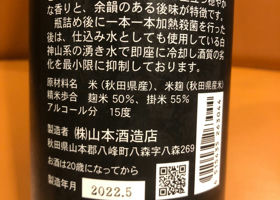 な香りと、余韻のある後味が特徴です。
瓶詰め後に一本一本加熱殺菌を行った
後は、仕込み水としても使用している白
神山系の湧き水で即座に冷却し酒質の劣
化を最小限に抑制しております。
原材料名 米（秋田県産）、米麹（秋田県産米）
精米歩合 麹米 50%、掛米 55%
アルコール分 15度
製造者 ㈱山本酒造店
秋田県山本郡八峰町八森字八森269
お酒は20歳になってから
製造年月 2022.5